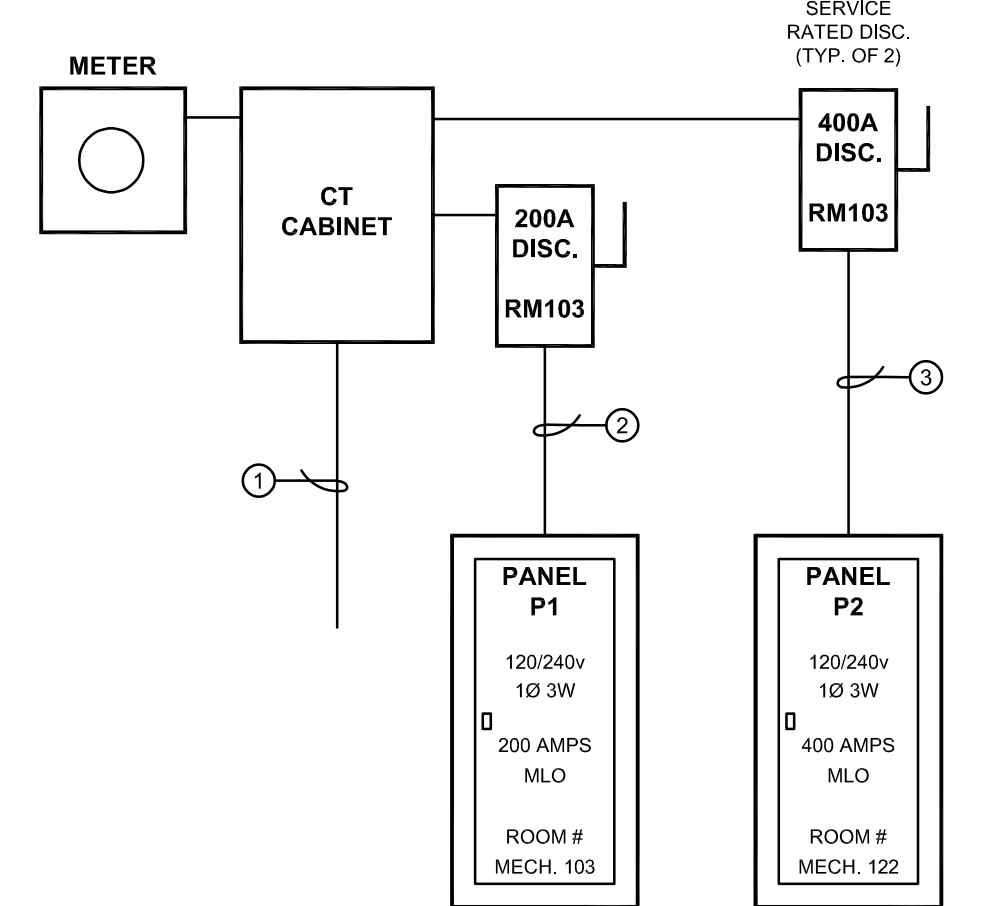 SERVICE
RATED DISC.
(TYP. OF 2)
METER
CT
CABINET
200A
DISC.
RM103
400A
DISC.
RM103
1
2
3
PANEL
P1
120/240v
1Ø 3W
200 AMPS
MLO
ROOM #
MECH. 103
PANEL
P2
120/240v
1Ø 3W
400 AMPS
MLO
ROOM #
MECH. 122